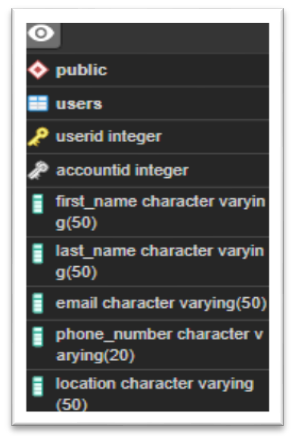 public
users
userid integer
accountid integer
first_name character varyin
g(50)
last_name character varyin
g(50)
email character varying(50)
phone_number character v
arying(20)
location character varying
(50)